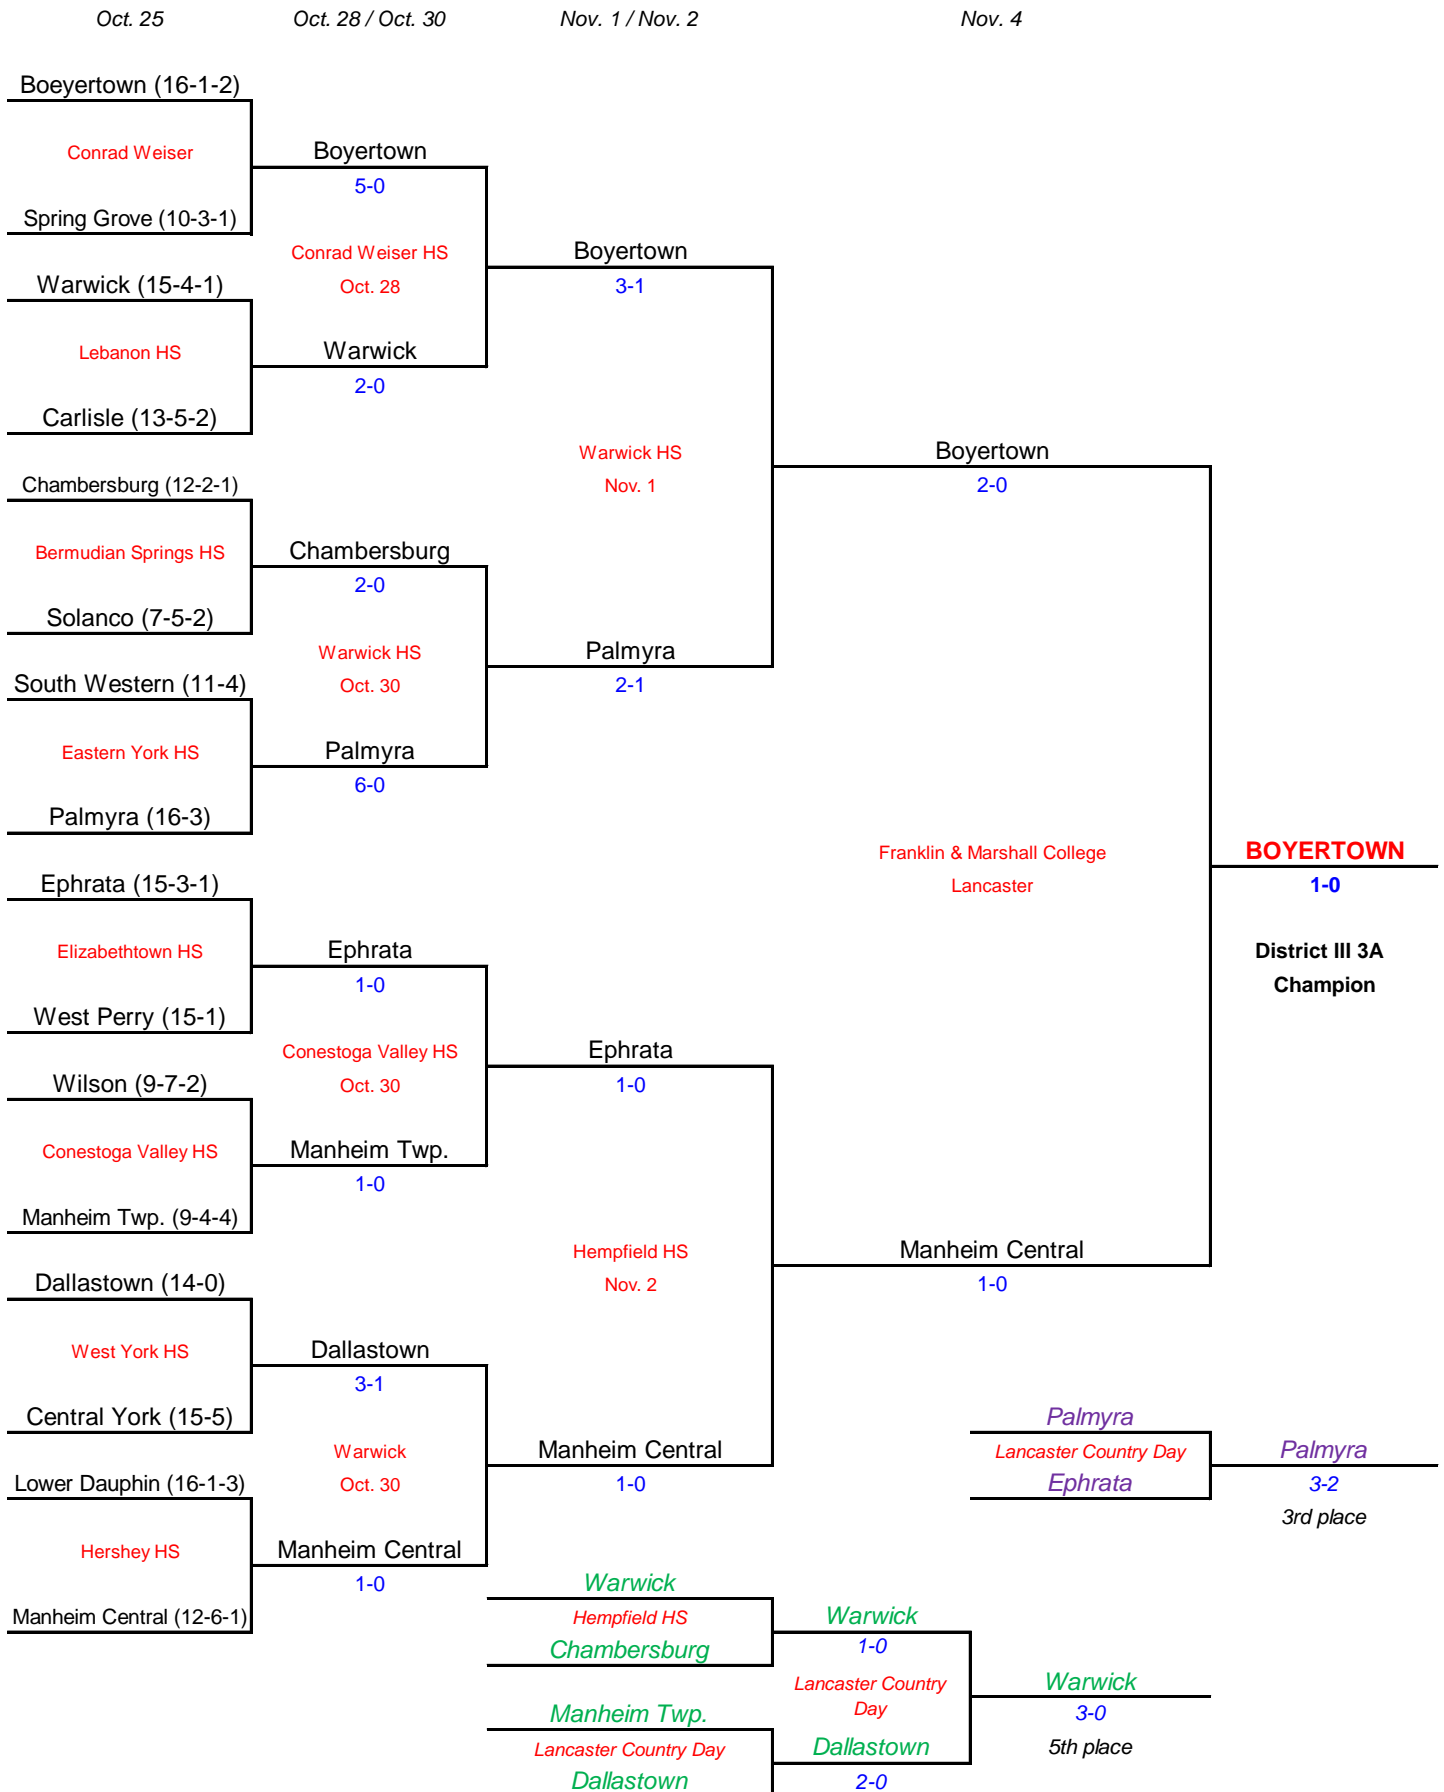 Oct. 25
Oct. 28 / Oct. 30
Nov. 1 / Nov. 2
Nov. 4
Boeyertown (16-1-2)
Conrad Weiser
Spring Grove (10-3-1)
Warwick (15-4-1)
Lebanon HS
Carlisle (13-5-2)
Chambersburg (12-2-1)
Bermudian Springs HS
Solanco (7-5-2)
South Western (11-4)
Eastern York HS
Palmyra (16-3)
Ephrata (15-3-1)
Elizabethtown HS
West Perry (15-1)
Wilson (9-7-2)
Conestoga Valley HS
Manheim Twp. (9-4-4)
Dallastown (14-0)
West York HS
Central York (15-5)
Lower Dauphin (16-1-3)
Hershey HS
Manheim Central (12-6-1)
Boyertown
5-0
Conrad Weiser HS
Oct. 28
Warwick
2-0
Chambersburg
2-0
Warwick HS
Oct. 30
Palmyra
6-0
Ephrata
1-0
Conestoga Valley HS
Oct. 30
Manheim Twp.
1-0
Dallastown
3-1
Warwick
Oct. 30
Manheim Central
1-0
Boyertown
3-1
Warwick HS
Nov. 1
Palmyra
2-1
Ephrata
1-0
Hempfield HS
Nov. 2
Manheim Central
1-0
Boyertown
2-0
Franklin & Marshall College
Lancaster
Manheim Central
1-0
BOYERTOWN
1-0
District III 3A
Champion
Palmyra
Lancaster Country Day
Ephrata
Palmyra
3-2
3rd place
Warwick
Hempfield HS
Chambersburg
Manheim Twp.
Lancaster Country Day
Dallastown
Warwick
1-0
Lancaster Country
Day
Dallastown
2-0
Warwick
3-0
5th place